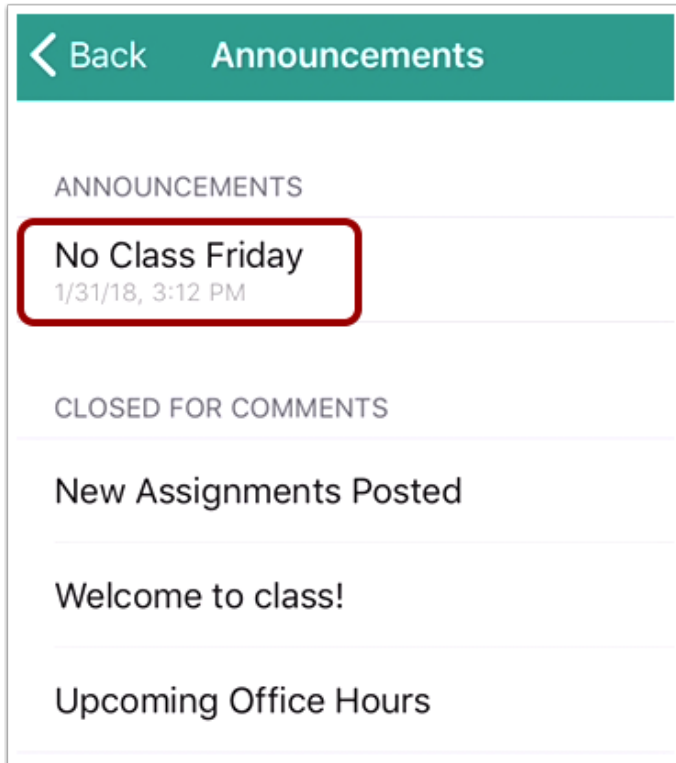 Back Announcements
ANNOUNCEMENTS
No Class Friday
1/31/18, 3:12 PM
CLOSED FOR COMMENTS
New Assignments Posted
Welcome to class!
Upcoming Office Hours